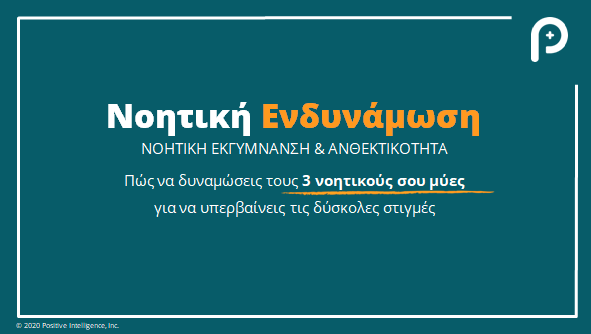 Νοητική Ενδυνάμωση
ΝΟΗΤΙΚΗ ΕΚΓΥΜΝΑΝΣΗ & ΑΝΘΕΚΤΙΚΟΤΗΤΑ
Πώς να δυναμώσεις τους 3 νοητικούς σου μύες
για να υπερβαίνεις τις δύσκολες στιγμές
© 2020 Positive Intelligence, Inc.